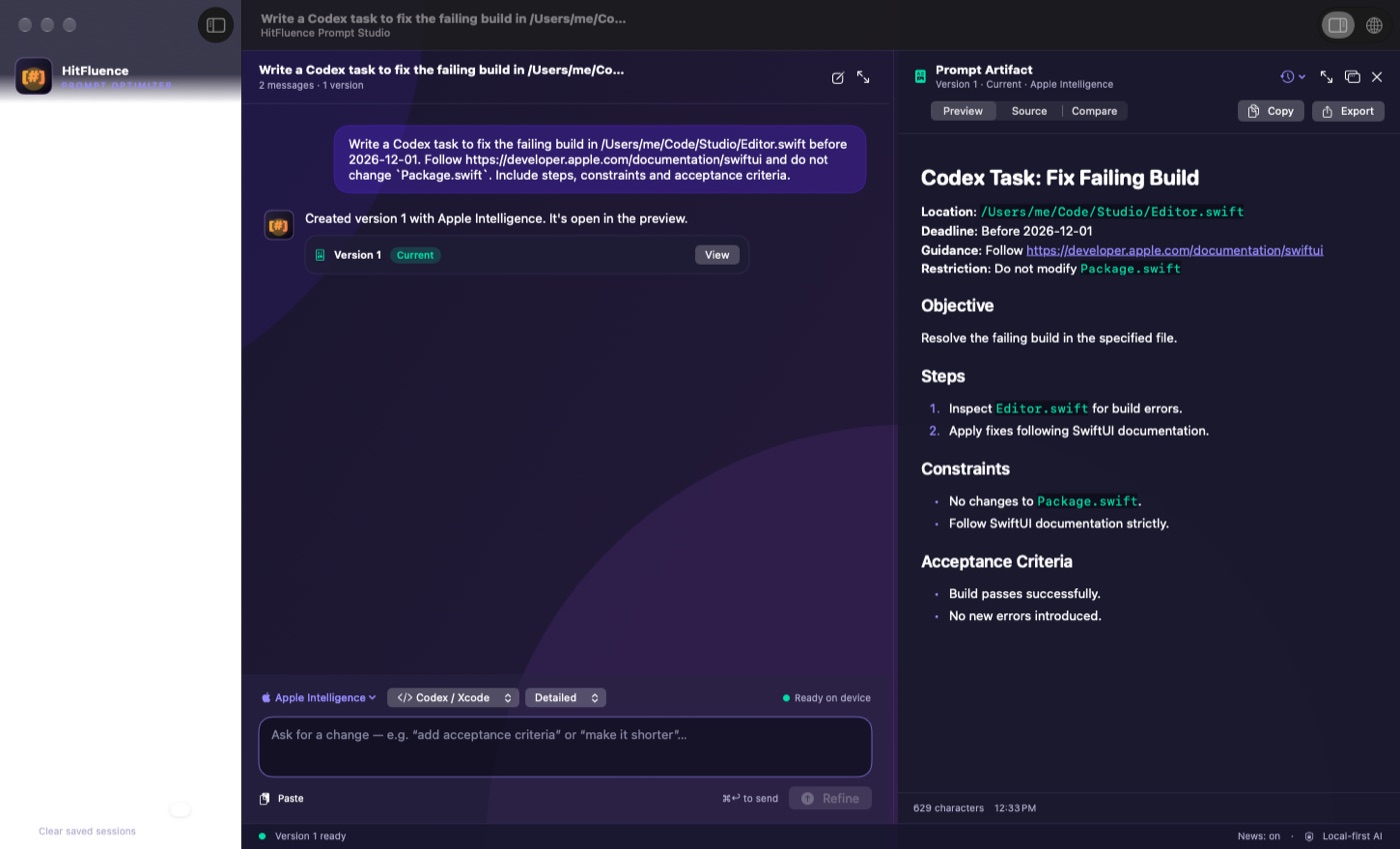 Write a Codex task to fix the failing build in /Users/me/Co...
HitFluence Prompt Studio
HitFluence
PROMPT OPTIMIZER
Clear saved sessions
Write a Codex task to fix the failing build in /Users/me/Co...
2 messages · 1 version
Write a Codex task to fix the failing build in /Users/me/Code/Studio/Editor.swift before
2026-12-01. Follow https://developer.apple.com/documentation/swiftui and do not
change `Package.swift`. Include steps, constraints and acceptance criteria.
Created version 1 with Apple Intelligence. It's open in the preview.
Version 1 Current View
Apple Intelligence </> Codex / Xcode Detailed Ready on device
Ask for a change — e.g. “add acceptance criteria” or “make it shorter”...
Paste ⌘↩ to send Refine
Version 1 ready
Prompt Artifact
Version 1 · Current · Apple Intelligence
Preview Source Compare Copy Export
Codex Task: Fix Failing Build
Location: /Users/me/Code/Studio/Editor.swift
Deadline: Before 2026-12-01
Guidance: Follow https://developer.apple.com/documentation/swiftui
Restriction: Do not modify Package.swift
Objective
Resolve the failing build in the specified file.
Steps
1. Inspect Editor.swift for build errors.
2. Apply fixes following SwiftUI documentation.
Constraints
• No changes to Package.swift.
• Follow SwiftUI documentation strictly.
Acceptance Criteria
• Build passes successfully.
• No new errors introduced.
629 characters 12:33 PM
News: on · Local-first AI